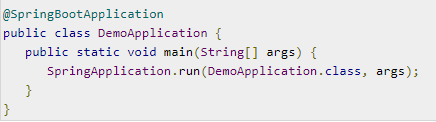 @SpringBootApplication
public class DemoApplication {
   public static void main(String[] args) {
      SpringApplication.run(DemoApplication.class, args);
   }
}